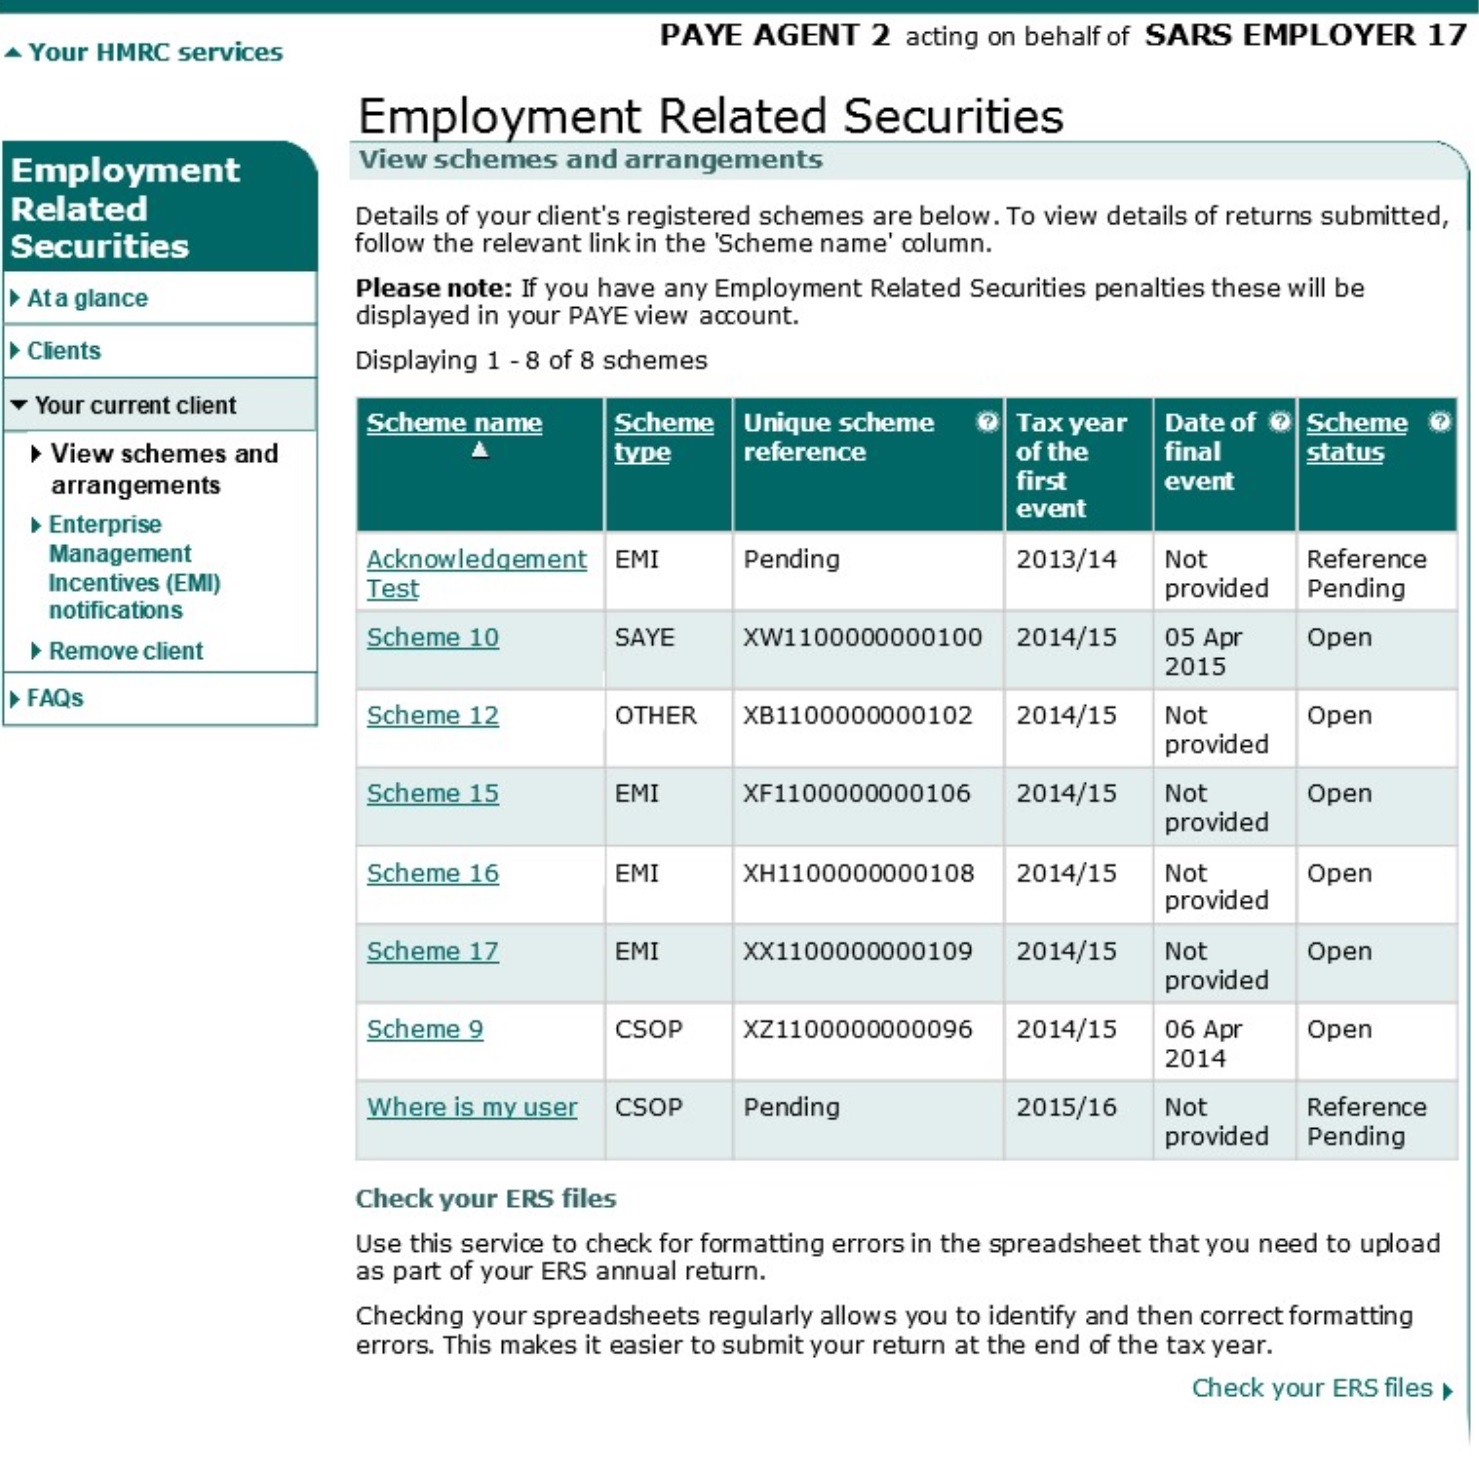 Your HMRC services
PAYE AGENT 2 acting on behalf of SARS EMPLOYER 17
Employment Related Securities
Employment
Related
Securities
At a glance
Clients
Your current client
View schemes and
arrangements
Enterprise
Management
Incentives (EMI)
notifications
Remove client
FAQs
View schemes and arrangements
Details of your client's registered schemes are below. To view details of returns submitted,
follow the relevant link in the 'Scheme name' column.
Please note: If you have any Employment Related Securities penalties these will be
displayed in your PAYE view account.
Displaying 1 - 8 of 8 schemes
Scheme name Scheme Unique scheme ? Tax year Date of ? Scheme ?
type reference of the final status
first event
event
Acknowledgement EMI Pending 2013/14 Not Reference
Test provided Pending
Scheme 10 SAYE XW1100000000100 2014/15 05 Apr Open
2015
Scheme 12 OTHER XB1100000000102 2014/15 Not Open
provided
Scheme 15 EMI XF1100000000106 2014/15 Not Open
provided
Scheme 16 EMI XH1100000000108 2014/15 Not Open
provided
Scheme 17 EMI XX1100000000109 2014/15 Not Open
provided
Scheme 9 CSOP XZ1100000000096 2014/15 06 Apr Open
2014
Where is my user CSOP Pending 2015/16 Not Reference
provided Pending
Check your ERS files
Use this service to check for formatting errors in the spreadsheet that you need to upload
as part of your ERS annual return.
Checking your spreadsheets regularly allows you to identify and then correct formatting
errors. This makes it easier to submit your return at the end of the tax year.
Check your ERS files